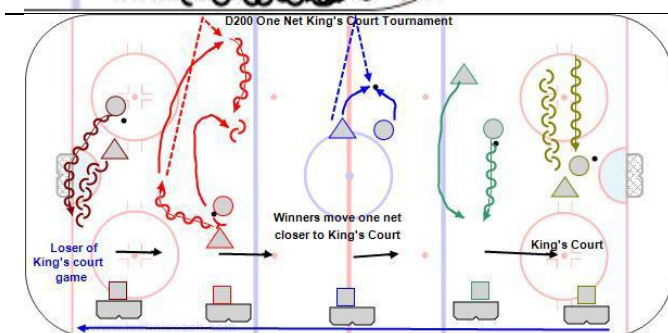 D200 One Net King's Court Tournament
Winners move one net
closer to King's Court
Loser of
King's court
game
King's Court